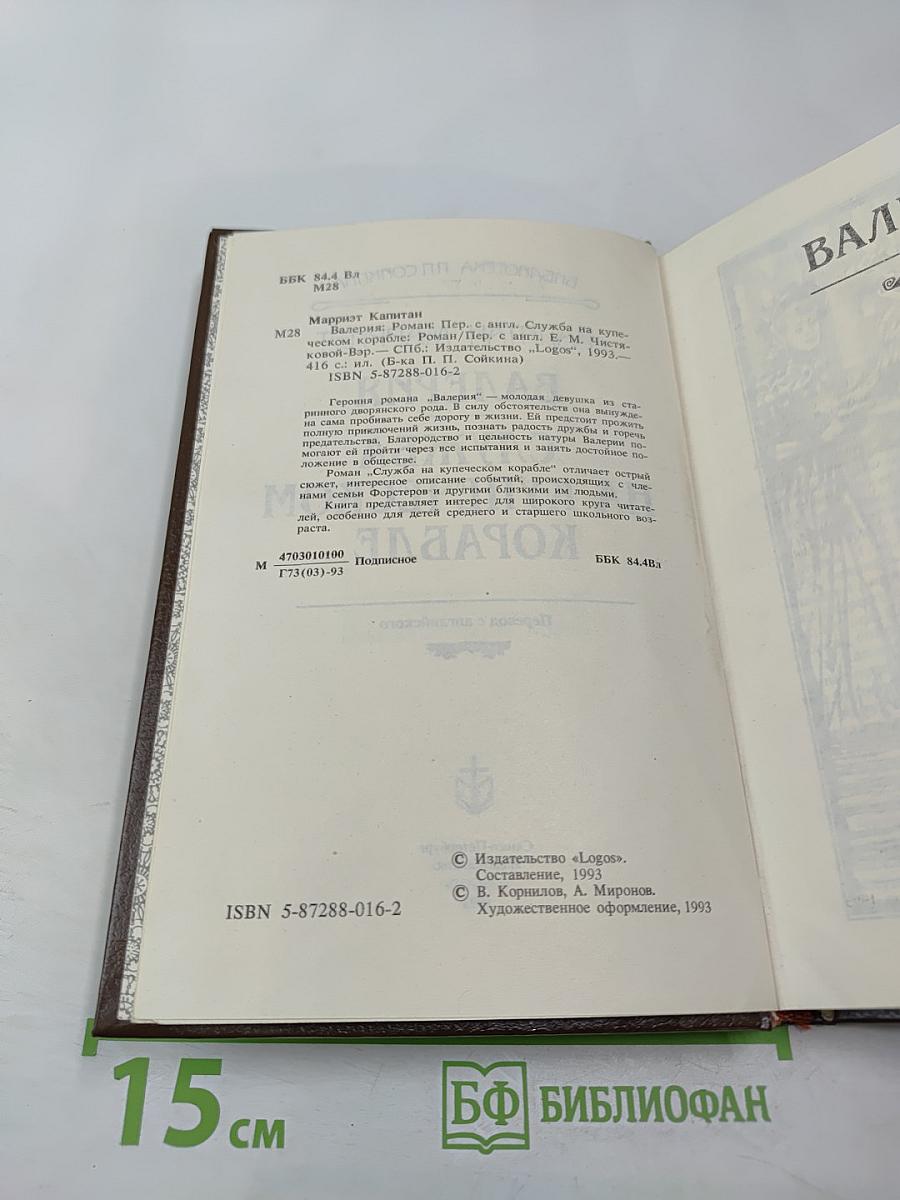 ББК 84.4 Вл
М28
Марриэт Капитан
М28 Валерия: Роман: Пер. с англ. Служба на купе-
ческом корабле: Роман/Пер. с англ. Е. М. Чистя-
ковой-Вэр.— СПб.: Издательство „Logos“, 1993.—
416 с.: ил. (Б-ка П. П. Сойкина)
ISBN 5-87288-016-2
Героиня романа „Валерия“ — молодая девушка из ста-
ринного дворянского рода. В силу обстоятельств она вынужде-
на сама пробивать себе дорогу в жизни. Ей предстоит прожить
полную приключений жизнь, познать радость дружбы и горечь
предательства. Благородство и цельность натуры Валерии по-
могают ей пройти через все испытания и занять достойное по-
ложение в обществе.
Роман „Служба на купеческом корабле“ отличает острый
сюжет, интересное описание событий, происходящих с чле-
нами семьи Форстеров и другими близкими им людьми.
Книга представляет интерес для широкого круга читате-
лей, особенно для детей среднего и старшего школьного воз-
раста.
М 4703010100 Подписное ББК 84.4Вл
Г73(03)-93
КОРАБЛЕ
Перевод с английского
© Издательство «Logos».
Составление, 1993
© В. Корнилов, А. Миронов.
Художественное оформление, 1993
ISBN 5-87288-016-2
ВАЛ
15 см
БФ БИБЛИОФАН